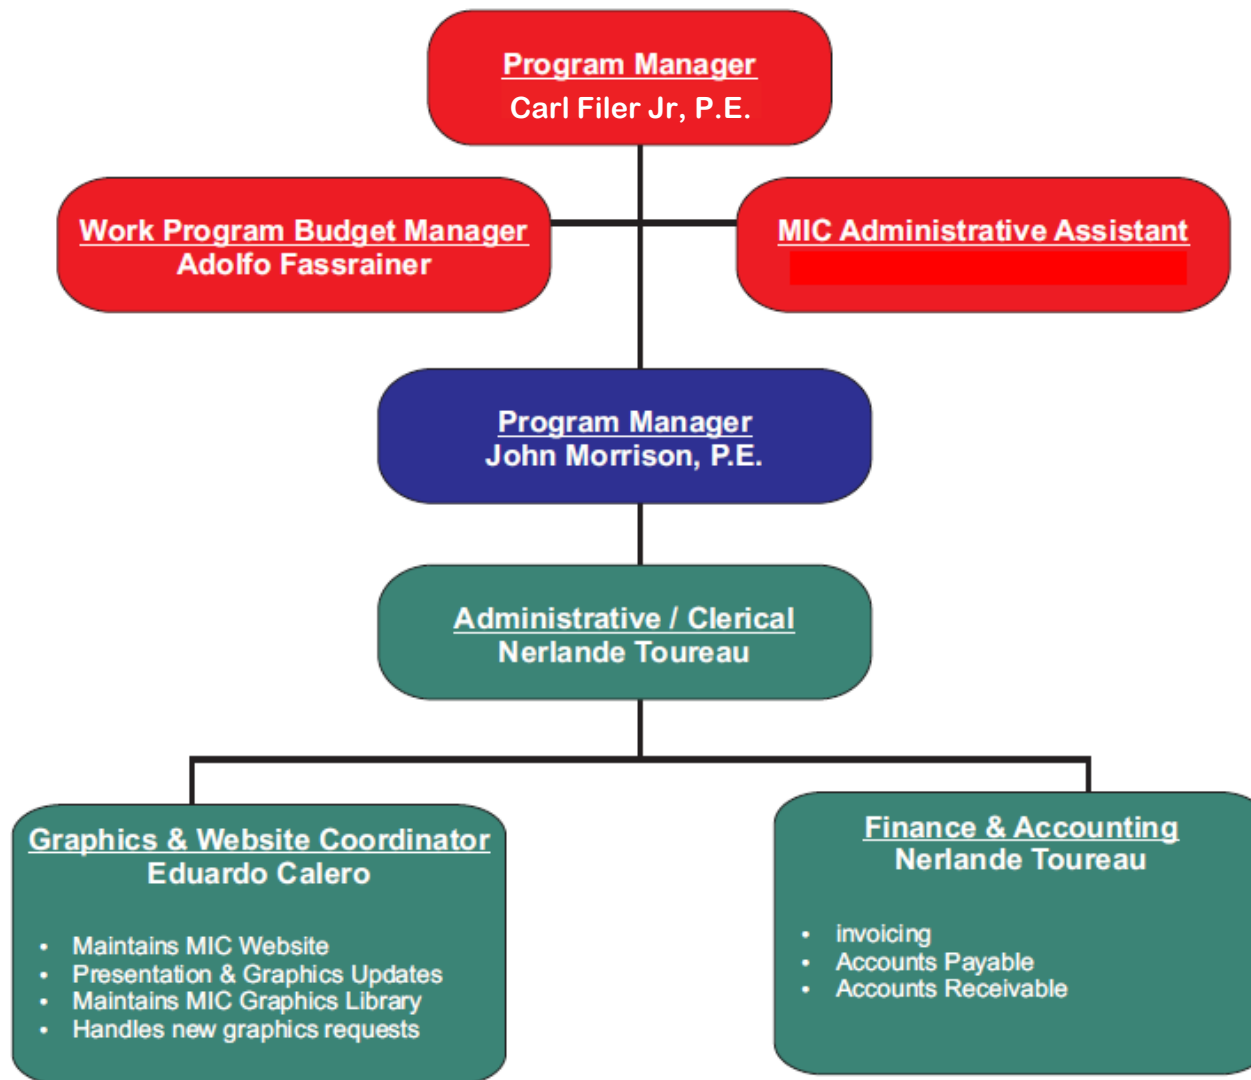 Program Manager
Carl Filer Jr, P.E.
Work Program Budget Manager
Adolfo Fassrainer
MIC Administrative Assistant
Program Manager
John Morrison, P.E.
Administrative / Clerical
Nerlande Toureau
Graphics & Website Coordinator
Eduardo Calero
• Maintains MIC Website
• Presentation & Graphics Updates
• Maintains MIC Graphics Library
• Handles new graphics requests
Finance & Accounting
Nerlande Toureau
• invoicing
• Accounts Payable
• Accounts Receivable